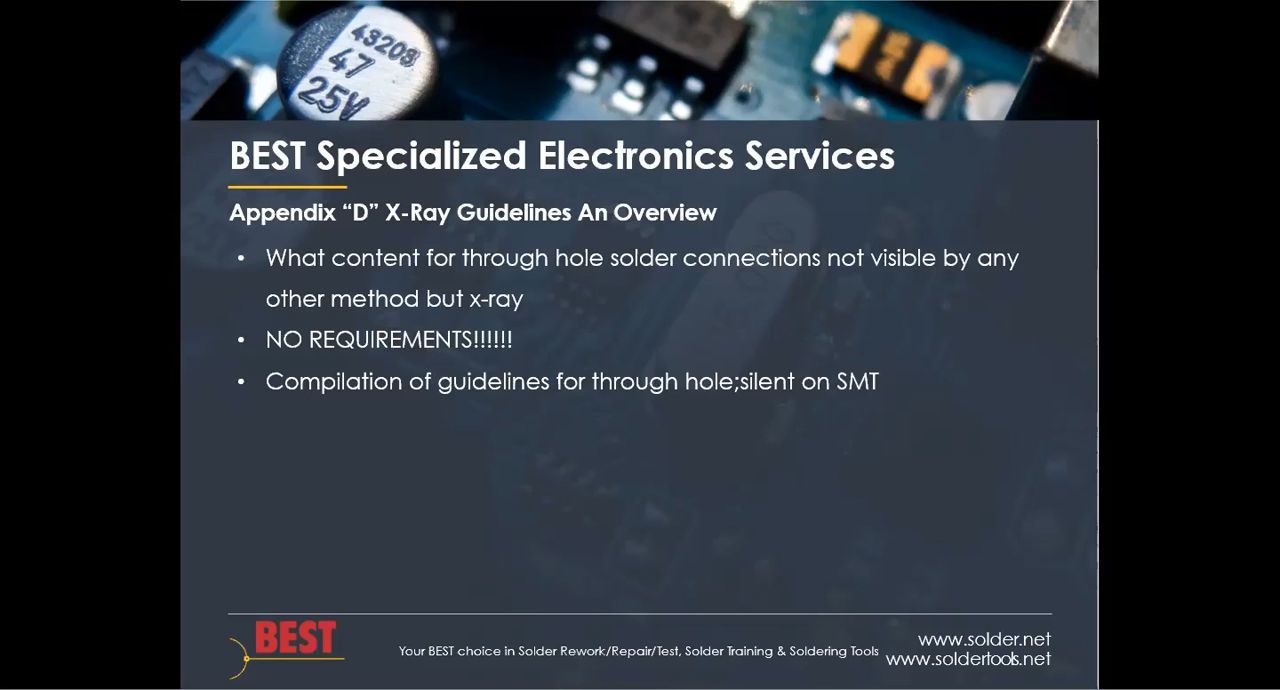 43203
47
25V
BEST Specialized Electronics Services
Appendix “D” X-Ray Guidelines An Overview
• What content for through hole solder connections not visible by any
other method but x-ray
• NO REQUIREMENTS!!!!!!
• Compilation of guidelines for through hole;silent on SMT
BEST
Your BEST choice in Solder Rework/Repair/Test, Solder Training & Soldering Tools
www.solder.net
www.soldertools.net